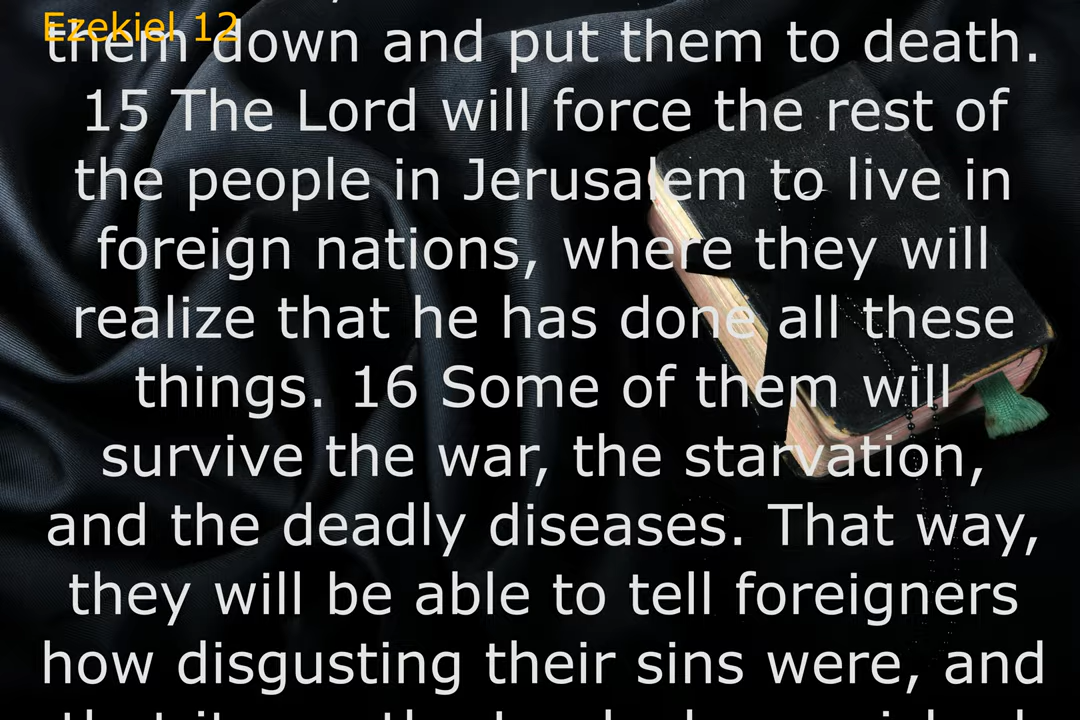 Ezekiel 12
them down and put them to death.
15 The Lord will force the rest of
the people in Jerusalem to live in
foreign nations, where they will
realize that he has done all these
things. 16 Some of them will
survive the war, the starvation,
and the deadly diseases. That way,
they will be able to tell foreigners
how disgusting their sins were, and